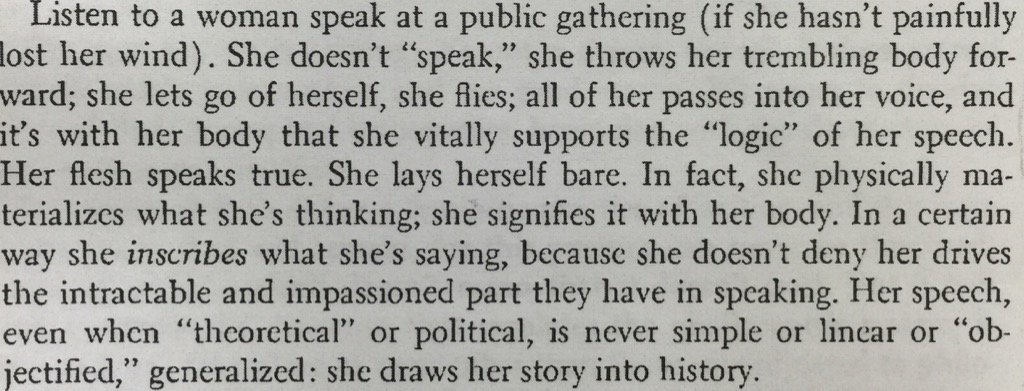 Listen to a woman speak at a public gathering (if she hasn't painfully
lost her wind). She doesn't “speak,” she throws her trembling body for-
ward; she lets go of herself, she flies; all of her passes into her voice, and
it's with her body that she vitally supports the “logic” of her speech.
Her flesh speaks true. She lays herself bare. In fact, she physically ma-
terializes what she's thinking; she signifies it with her body. In a certain
way she inscribes what she's saying, because she doesn't deny her drives
the intractable and impassioned part they have in speaking. Her speech,
even when “theoretical” or political, is never simple or linear or “ob-
jectified,” generalized: she draws her story into history.